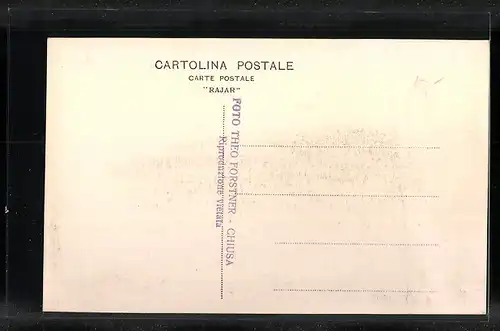 CARTOLINA POSTALE
CARTE POSTALE
"RAJAR"
FOTO THEO FORSTNER - CHIUSA
Riproduzione vietata